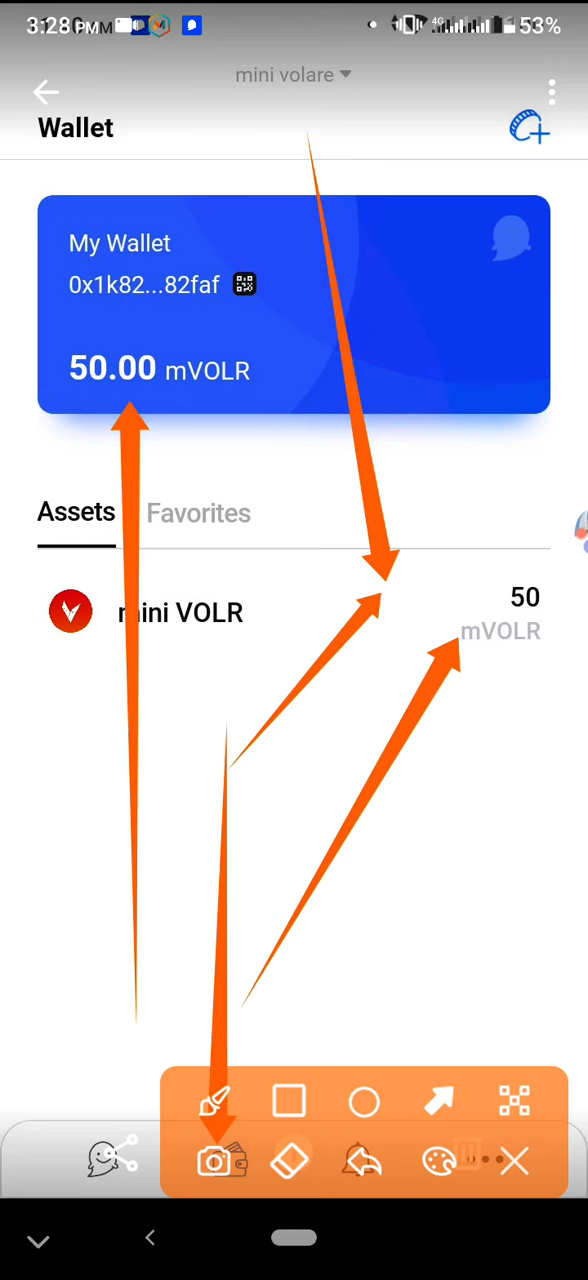 3:28 PM 4G 53%
mini volare
Wallet
My Wallet
0x1k82...82faf
50.00 mVOLR
Assets Favorites
mini VOLR 50
mVOLR